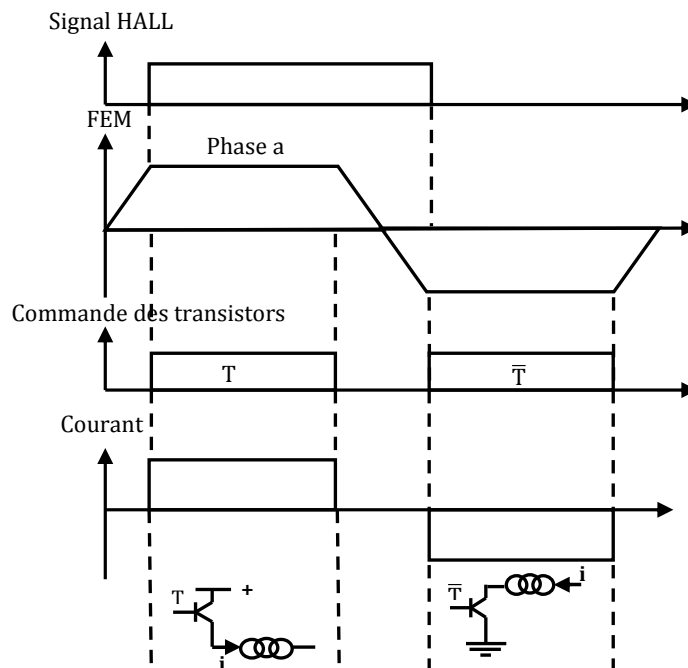 Signal HALL
FEM
Phase a
Commande des transistors
T
T̅
Courant
T
+
i
T̅
i